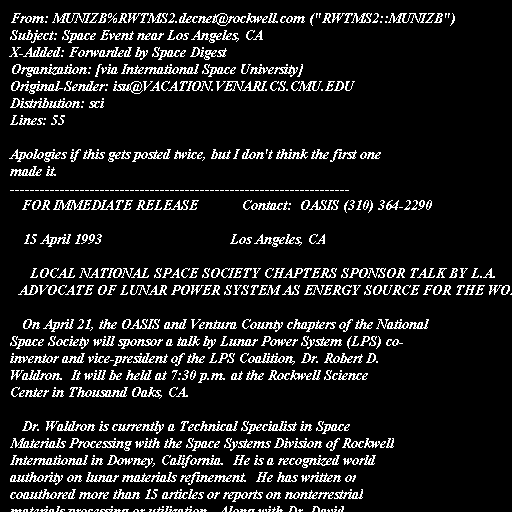 From: MUNIZB%RWTMS2.decnet@rockwell.com ("RWTMS2::MUNIZB")
Subject: Space Event near Los Angeles, CA
X-Added: Forwarded by Space Digest
Organization: [via International Space University]
Original-Sender: isu@VACATION.VENARI.CS.CMU.EDU
Distribution: sci
Lines: 55

Apologies if this gets posted twice, but I don't think the first one
made it.
--------------------------------------------------------------------
FOR IMMEDIATE RELEASE Contact: OASIS (310) 364-2290

15 April 1993 Los Angeles, CA

LOCAL NATIONAL SPACE SOCIETY CHAPTERS SPONSOR TALK BY L.A.
ADVOCATE OF LUNAR POWER SYSTEM AS ENERGY SOURCE FOR THE WO

On April 21, the OASIS and Ventura County chapters of the National
Space Society will sponsor a talk by Lunar Power System (LPS) co-
inventor and vice-president of the LPS Coalition, Dr. Robert D.
Waldron. It will be held at 7:30 p.m. at the Rockwell Science
Center in Thousand Oaks, CA.

Dr. Waldron is currently a Technical Specialist in Space
Materials Processing with the Space Systems Division of Rockwell
International in Downey, California. He is a recognized world
authority on lunar materials refinement. He has written or
coauthored more than 15 articles or reports on nonterrestrial
materials processing or utilization. Along with Dr. David